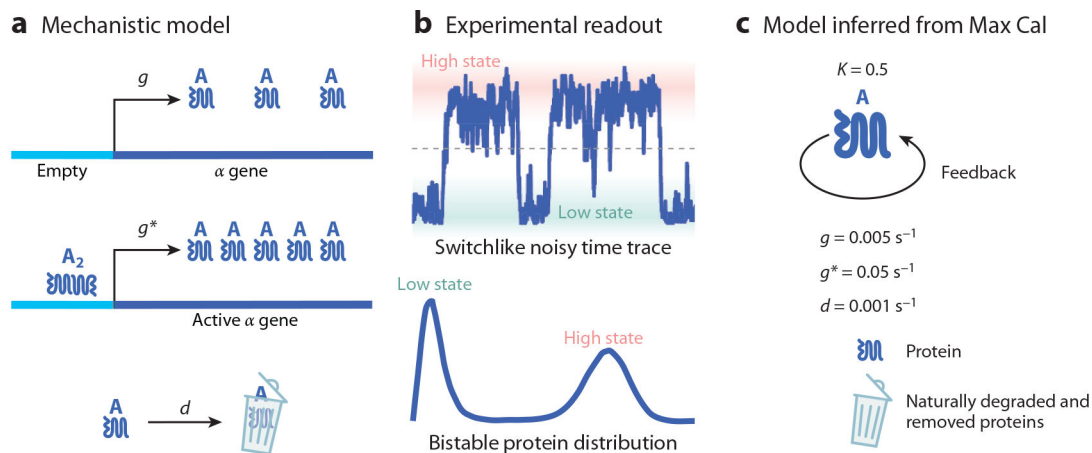 a Mechanistic model
g
A A A
Empty α gene
g*
A A A A A
A₂
Active α gene
A
d
A
b Experimental readout
High state
Low state
Switchlike noisy time trace
Low state
High state
Bistable protein distribution
c Model inferred from Max Cal
K = 0.5
A
Feedback
g = 0.005 s⁻¹
g* = 0.05 s⁻¹
d = 0.001 s⁻¹
Protein
Naturally degraded and
removed proteins